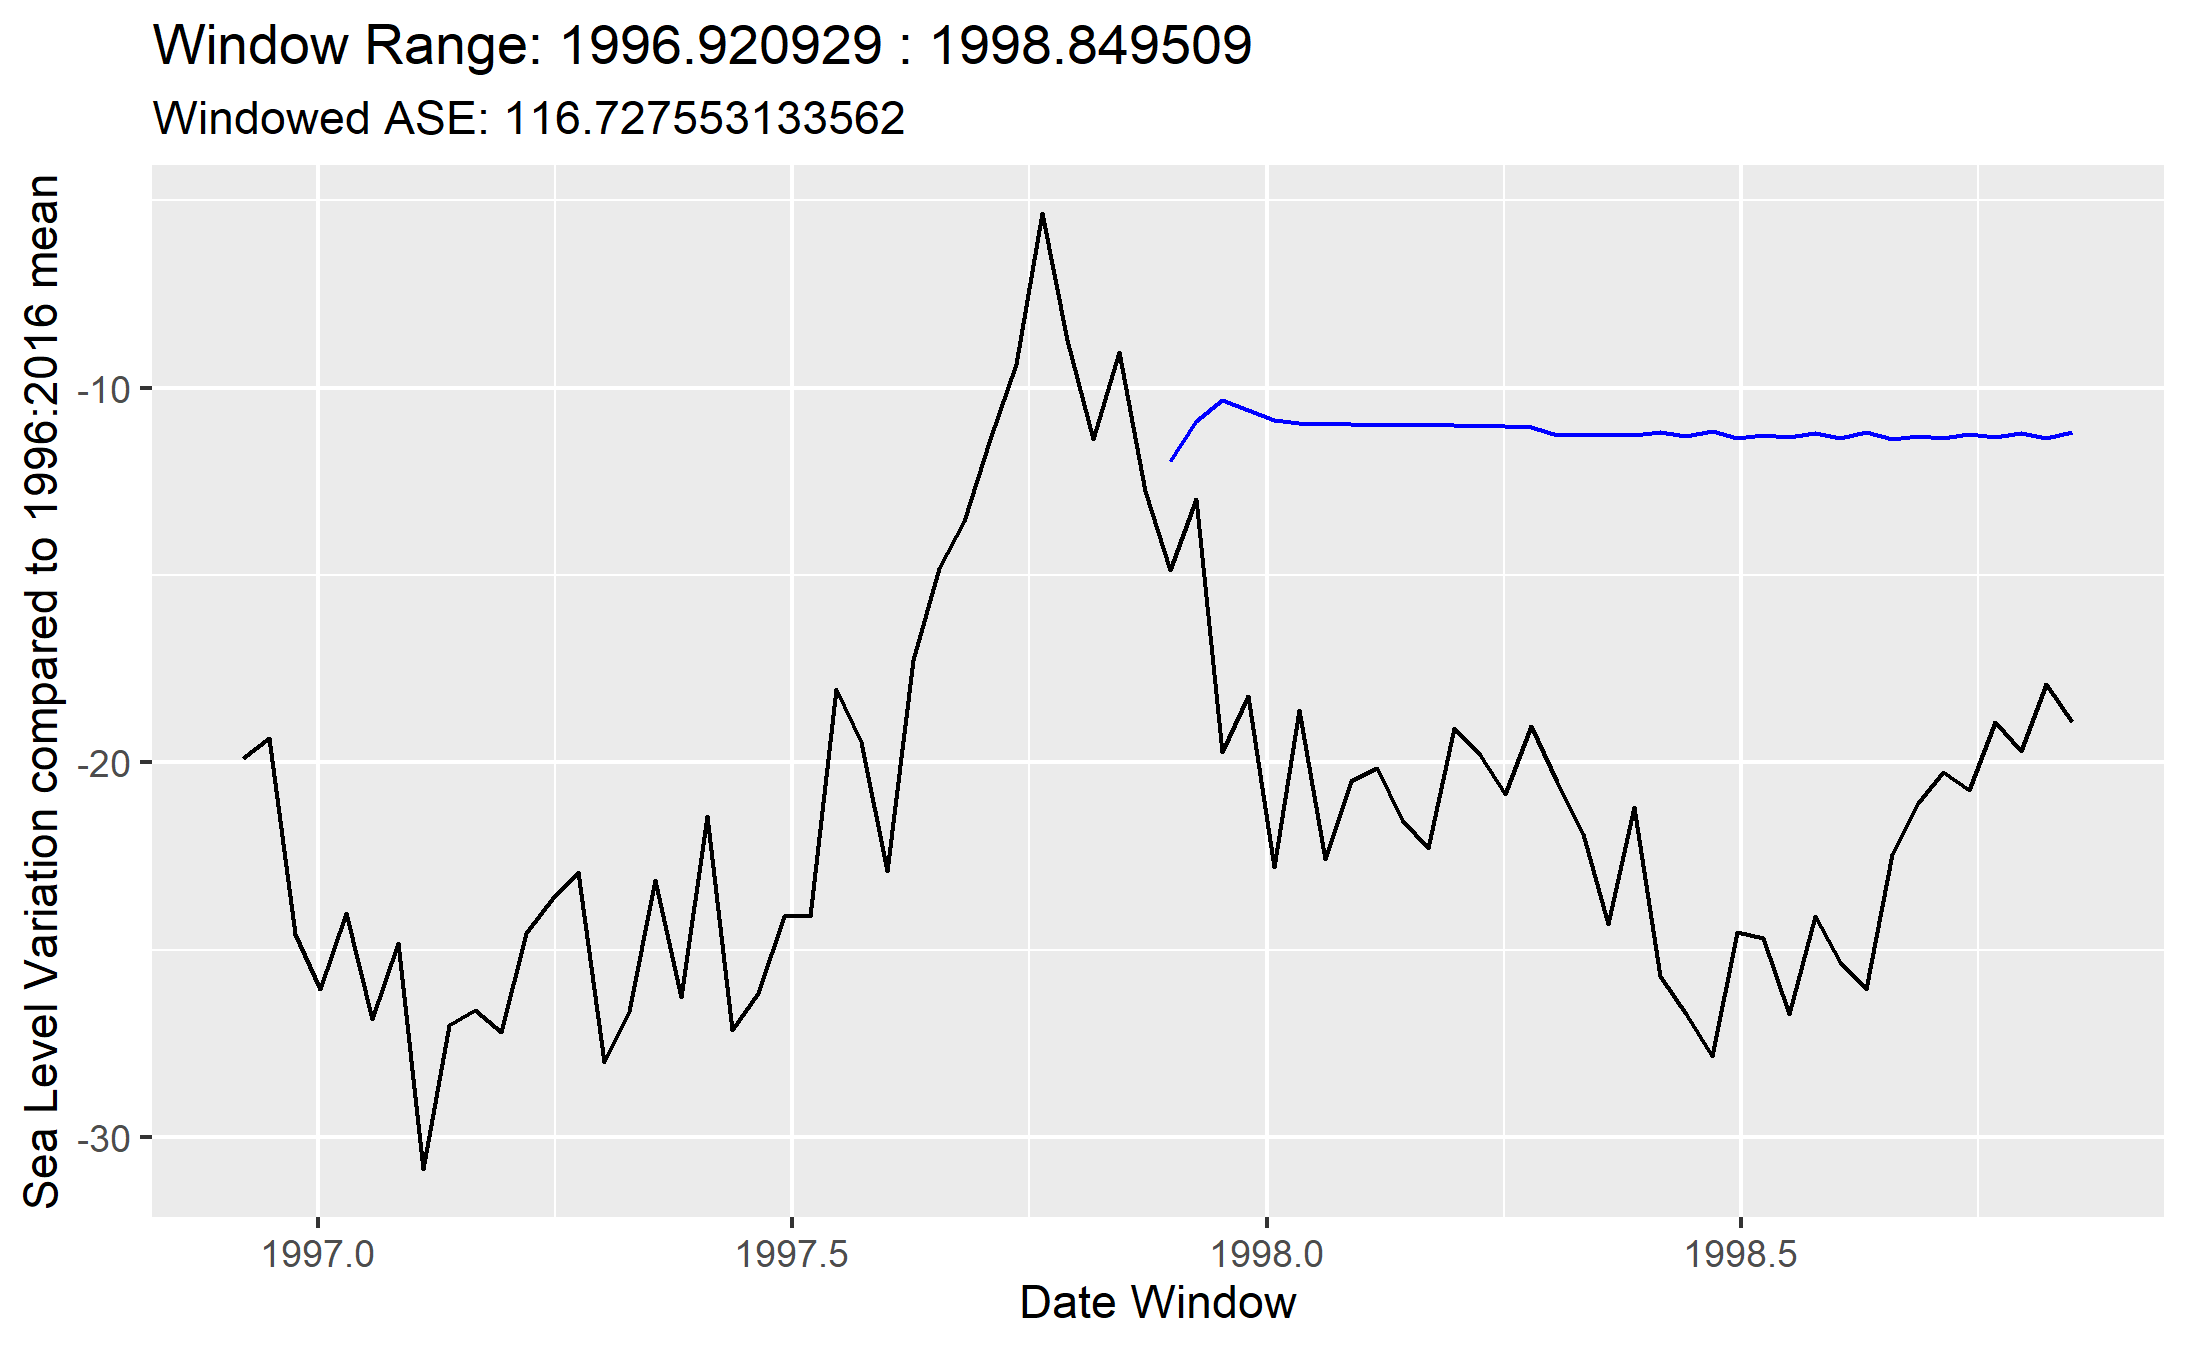 Window Range: 1996.920929 : 1998.849509
Windowed ASE: 116.727553133562
Sea Level Variation compared to 1996:2016 mean
-10
-20
-30
1997.0
1997.5
1998.0
1998.5
Date Window